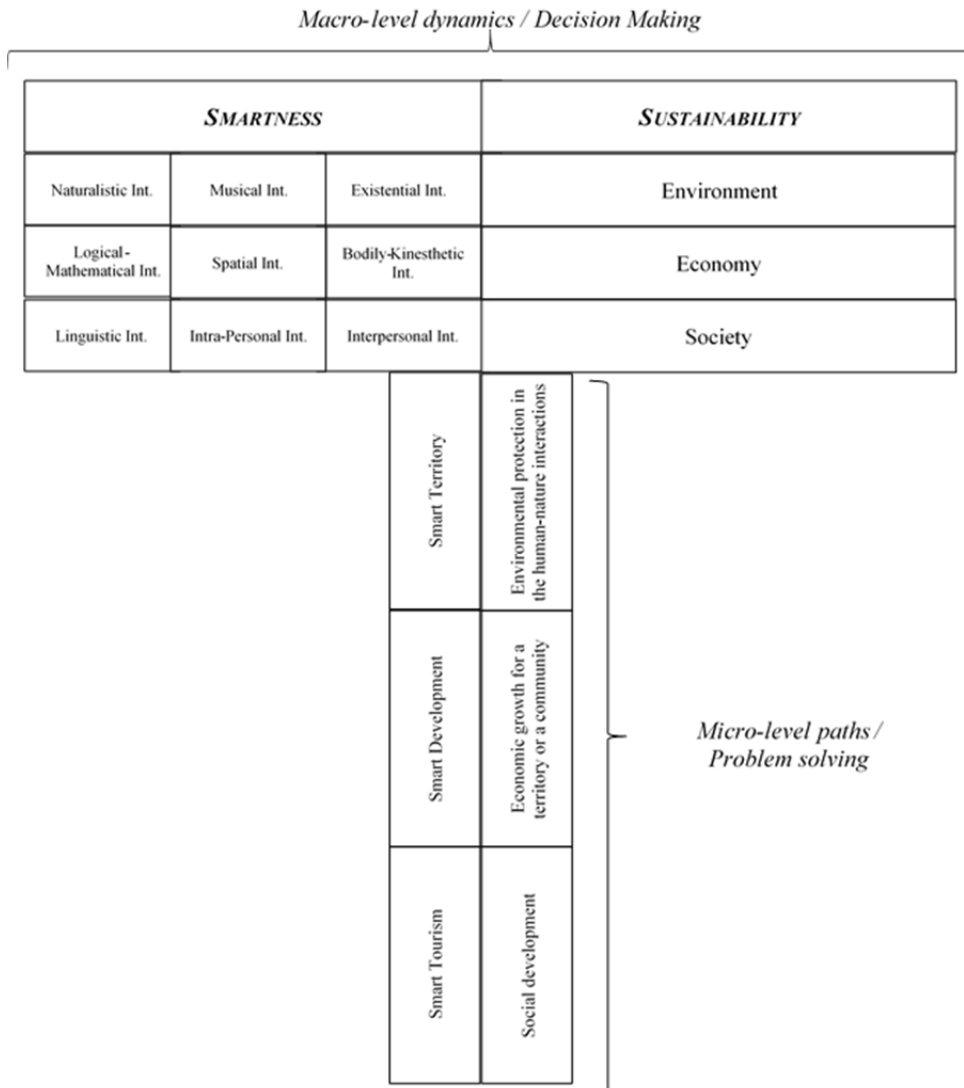 Macro-level dynamics / Decision Making
SMARTNESS
SUSTAINABILITY
Naturalistic Int.
Musical Int.
Existential Int.
Environment
Logical-
Mathematical Int.
Spatial Int.
Bodily-Kinesthetic
Int.
Economy
Linguistic Int.
Intra-Personal Int.
Interpersonal Int.
Society
Smart Territory
Environmental protection in
the human-nature interactions
Smart Development
Economic growth for a
territory or a community
Micro-level paths /
Problem solving
Smart Tourism
Social development